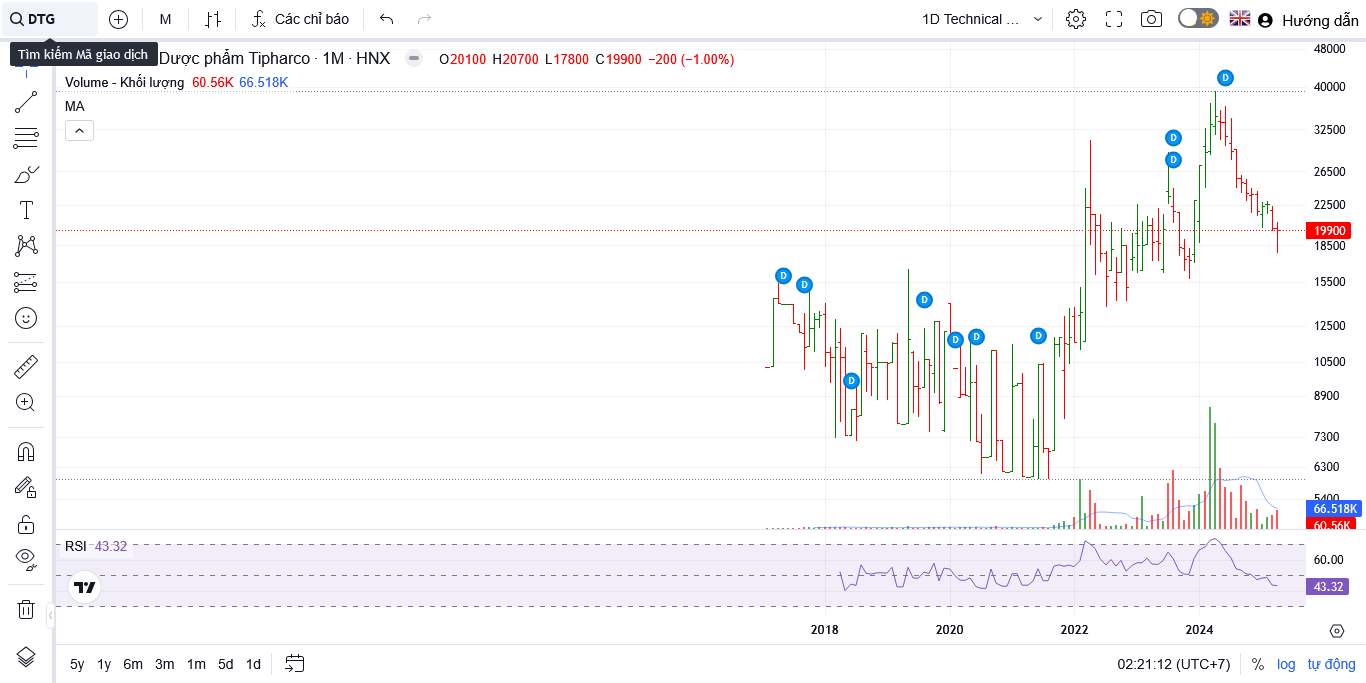 DTG
M
Các chỉ báo
1D Technical ...
Hướng dẫn
Tìm kiếm Mã giao dịch
Dược phẩm Tipharco · 1M · HNX
O20100 H20700 L17800 C19900 −200 (−1.00%)
Volume - Khối lượng 60.56K 66.518K
MA
48000
40000
32500
26500
22500
19900
18500
15500
12500
10500
8900
7300
6300
5400
66.518K
60.56K
D
D
D
D
D
D
D
D
D
D
RSI 43.32
60.00
43.32
2018
2020
2022
2024
5y 1y 6m 3m 1m 5d 1d
02:21:12 (UTC+7)
% log tự động